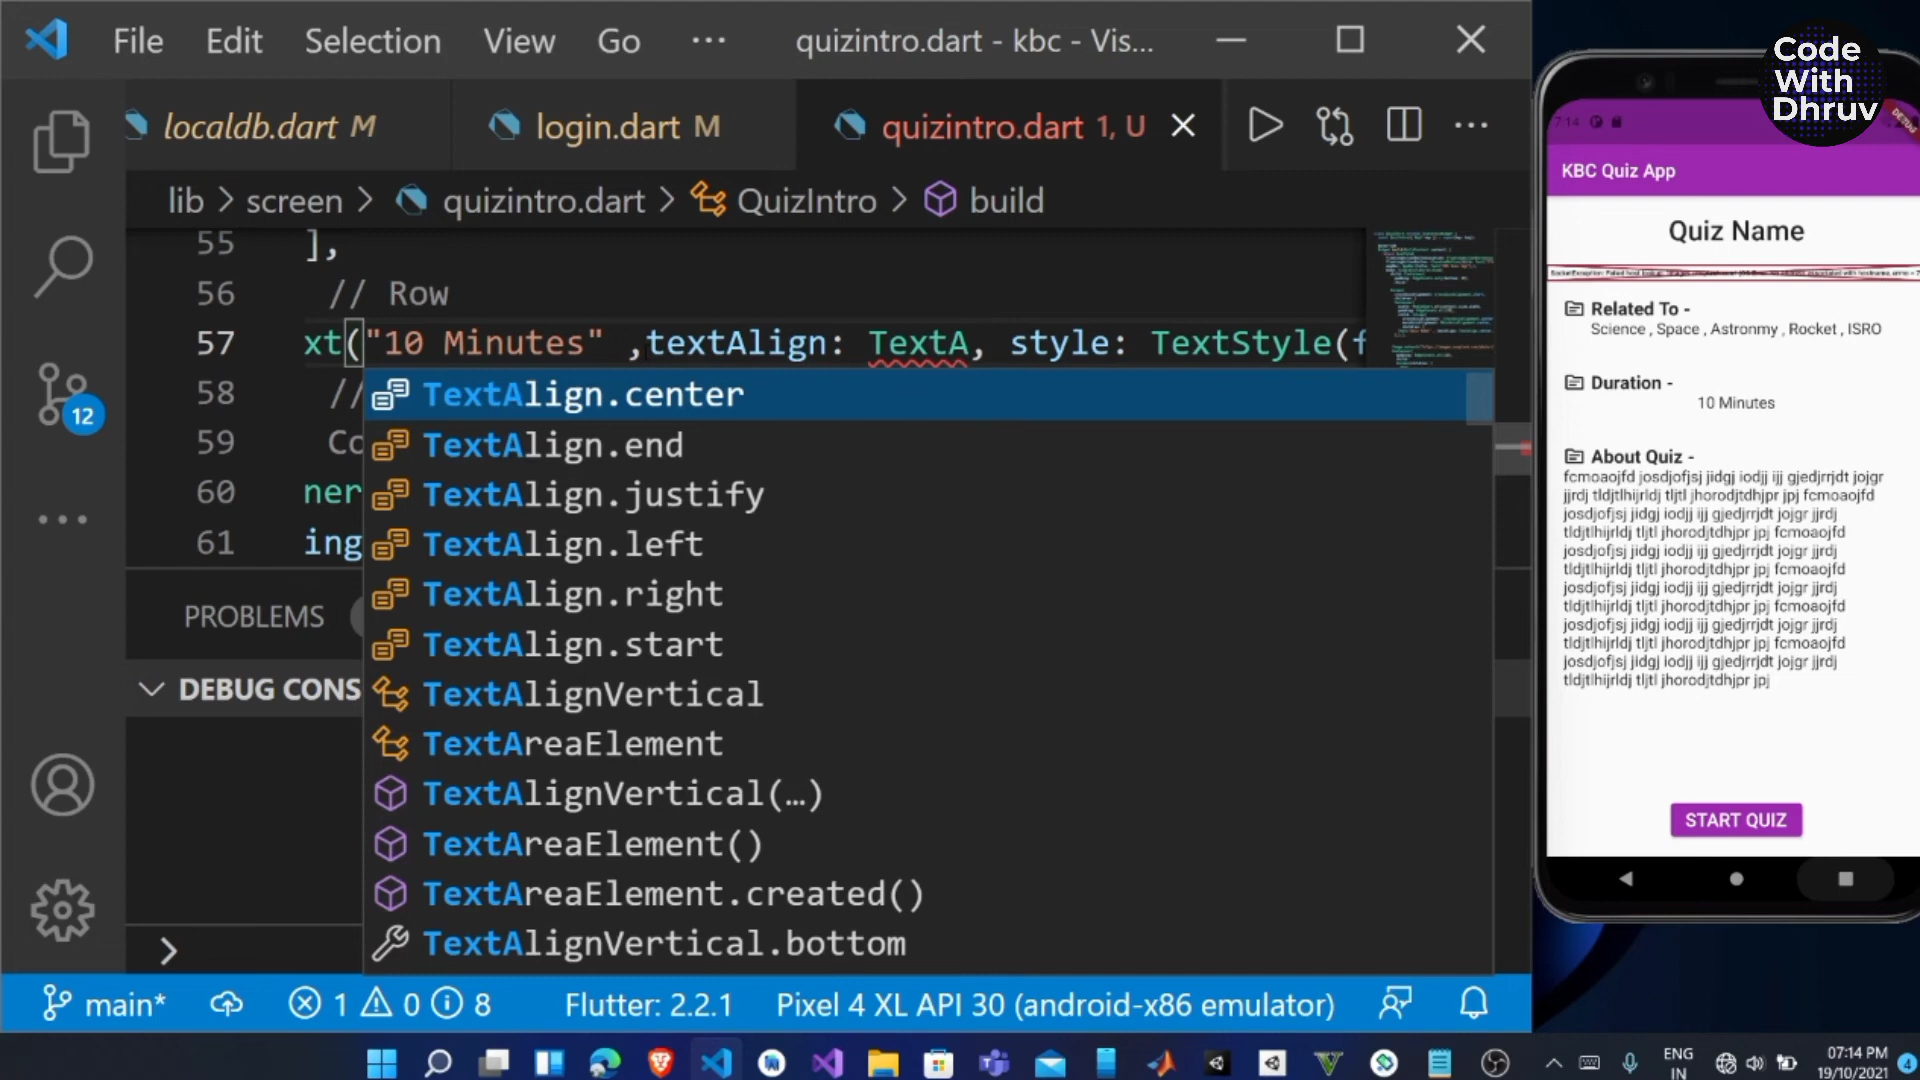 File Edit Selection View Go ··· quizintro.dart - kbc - Vis...
localdb.dart M login.dart M quizintro.dart 1, U
lib > screen > quizintro.dart > QuizIntro > build
55 ],
56 // Row
57 xt("10 Minutes" ,textAlign: TextA, style: TextStyle(f
58 //
59 Co
60 ner
61 ing
TextAlign.center
TextAlign.end
TextAlign.justify
TextAlign.left
TextAlign.right
TextAlign.start
TextAlignVertical
TextAreaElement
TextAlignVertical(…)
TextAreaElement()
TextAreaElement.created()
TextAlignVertical.bottom
PROBLEMS
DEBUG CONS
12
main* 1 0 8 Flutter: 2.2.1 Pixel 4 XL API 30 (android-x86 emulator)
Code
With
Dhruv
7:14
DEBUG
KBC Quiz App
Quiz Name
Related To -
Science , Space , Astronmy , Rocket , ISRO
Duration -
10 Minutes
About Quiz -
fcmoaojfd josdjofjsj jidgj iodjj ijj gjedjrrjdt jojgr
jjrdj tldjtlhijrldj tljtl jhorodjtdhjpr jpj fcmoaojfd
josdjofjsj jidgj iodjj ijj gjedjrrjdt jojgr jjrdj
tldjtlhijrldj tljtl jhorodjtdhjpr jpj fcmoaojfd
josdjofjsj jidgj iodjj ijj gjedjrrjdt jojgr jjrdj
tldjtlhijrldj tljtl jhorodjtdhjpr jpj fcmoaojfd
josdjofjsj jidgj iodjj ijj gjedjrrjdt jojgr jjrdj
tldjtlhijrldj tljtl jhorodjtdhjpr jpj fcmoaojfd
josdjofjsj jidgj iodjj ijj gjedjrrjdt jojgr jjrdj
tldjtlhijrldj tljtl jhorodjtdhjpr jpj fcmoaojfd
josdjofjsj jidgj iodjj ijj gjedjrrjdt jojgr jjrdj
tldjtlhijrldj tljtl jhorodjtdhjpr jpj
START QUIZ
ENG
IN
07:14 PM
19/10/2021
4